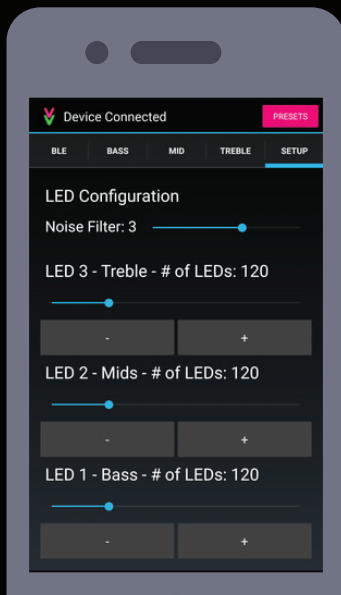 Device Connected
PRESETS
BLE BASS MID TREBLE SETUP
LED Configuration
Noise Filter: 3
LED 3 - Treble - # of LEDs: 120
- +
LED 2 - Mids - # of LEDs: 120
- +
LED 1 - Bass - # of LEDs: 120
- +